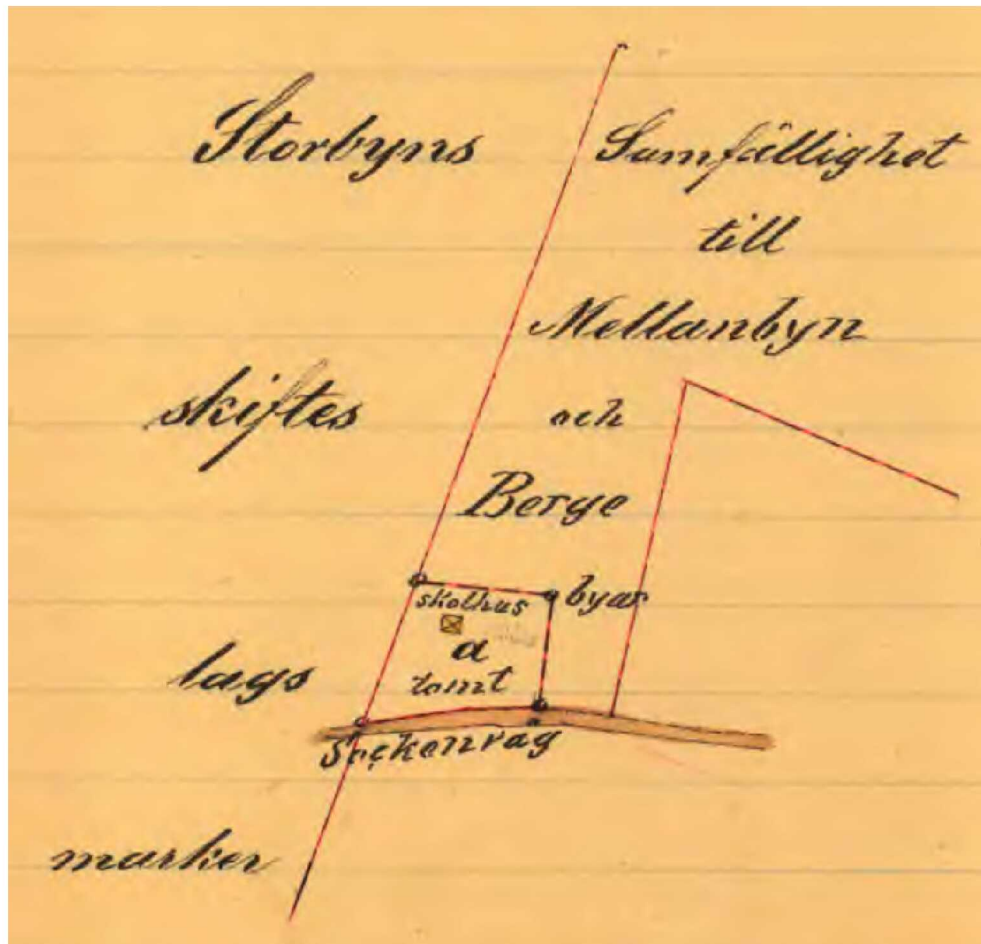 Storbyns
skiftes
lags
marker
Samfällighet
till
Mellanbyn
och
Berge
byar
skolhus
a
tomt
Sockenväg